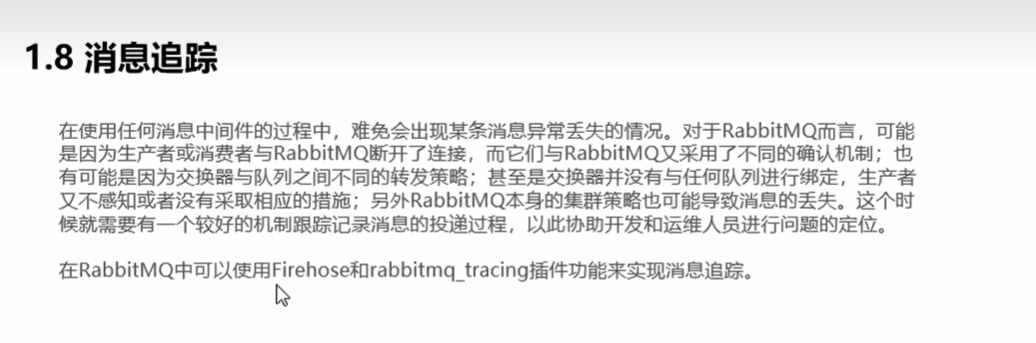 1.8 消息追踪
在使用任何消息中间件的过程中，难免会出现某条消息异常丢失的情况。对于RabbitMQ而言，可能
是因为生产者或消费者与RabbitMQ断开了连接，而它们与RabbitMQ又采用了不同的确认机制；也
有可能是因为交换器与队列之间不同的转发策略；甚至是交换器并没有与任何队列进行绑定，生产者
又不感知或者没有采取相应的措施；另外RabbitMQ本身的集群策略也可能导致消息的丢失。这个时
候就需要有一个较好的机制跟踪记录消息的投递过程，以此协助开发和运维人员进行问题的定位。
在RabbitMQ中可以使用Firehose和rabbitmq_tracing插件功能来实现消息追踪。